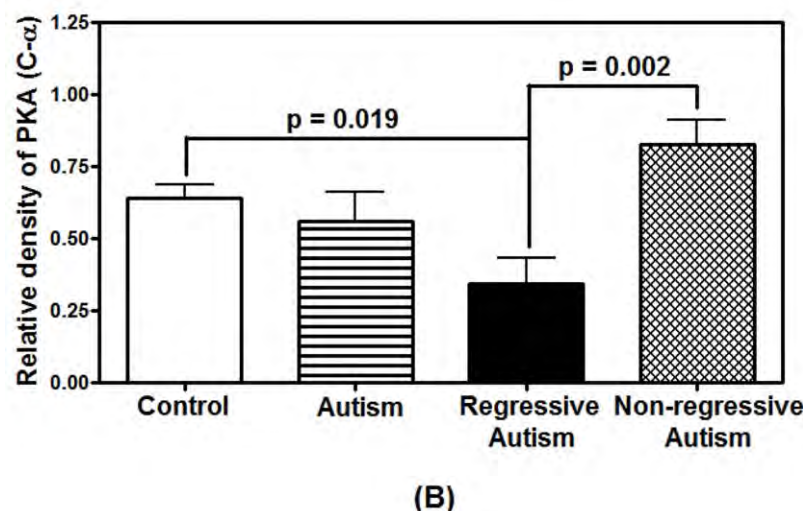 Relative density of PKA (C-α)
1.25
1.00
0.75
0.50
0.25
0.00
p = 0.002
p = 0.019
Control
Autism
Regressive
Autism
Non-regressive
Autism
(B)